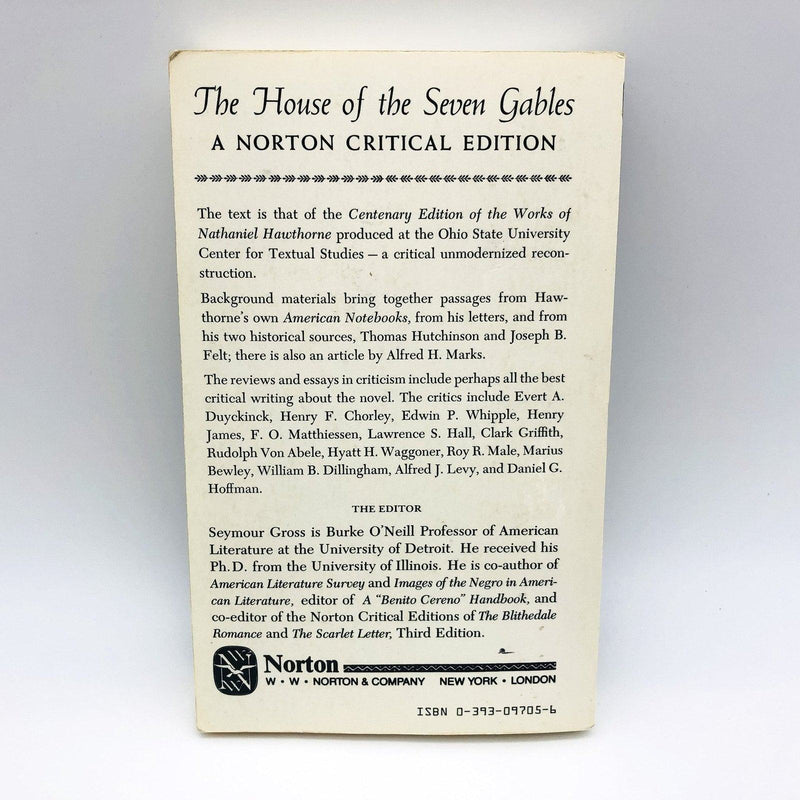 The House of the Seven Gables
A NORTON CRITICAL EDITION
The text is that of the Centenary Edition of the Works of
Nathaniel Hawthorne produced at the Ohio State University
Center for Textual Studies — a critical unmodernized recon-
struction.
Background materials bring together passages from Haw-
thorne's own American Notebooks, from his letters, and from
his two historical sources, Thomas Hutchinson and Joseph B.
Felt; there is also an article by Alfred H. Marks.
The reviews and essays in criticism include perhaps all the best
critical writing about the novel. The critics include Evert A.
Duyckinck, Henry F. Chorley, Edwin P. Whipple, Henry
James, F. O. Matthiessen, Lawrence S. Hall, Clark Griffith,
Rudolph Von Abele, Hyatt H. Waggoner, Roy R. Male, Marius
Bewley, William B. Dillingham, Alfred J. Levy, and Daniel G.
Hoffman.
THE EDITOR
Seymour Gross is Burke O'Neill Professor of American
Literature at the University of Detroit. He received his
Ph.D. from the University of Illinois. He is co-author of
American Literature Survey and Images of the Negro in Ameri-
can Literature, editor of A "Benito Cereno" Handbook, and
co-editor of the Norton Critical Editions of The Blithedale
Romance and The Scarlet Letter, Third Edition.
Norton
W • W • NORTON & COMPANY NEW YORK • LONDON
ISBN 0-393-09705-6